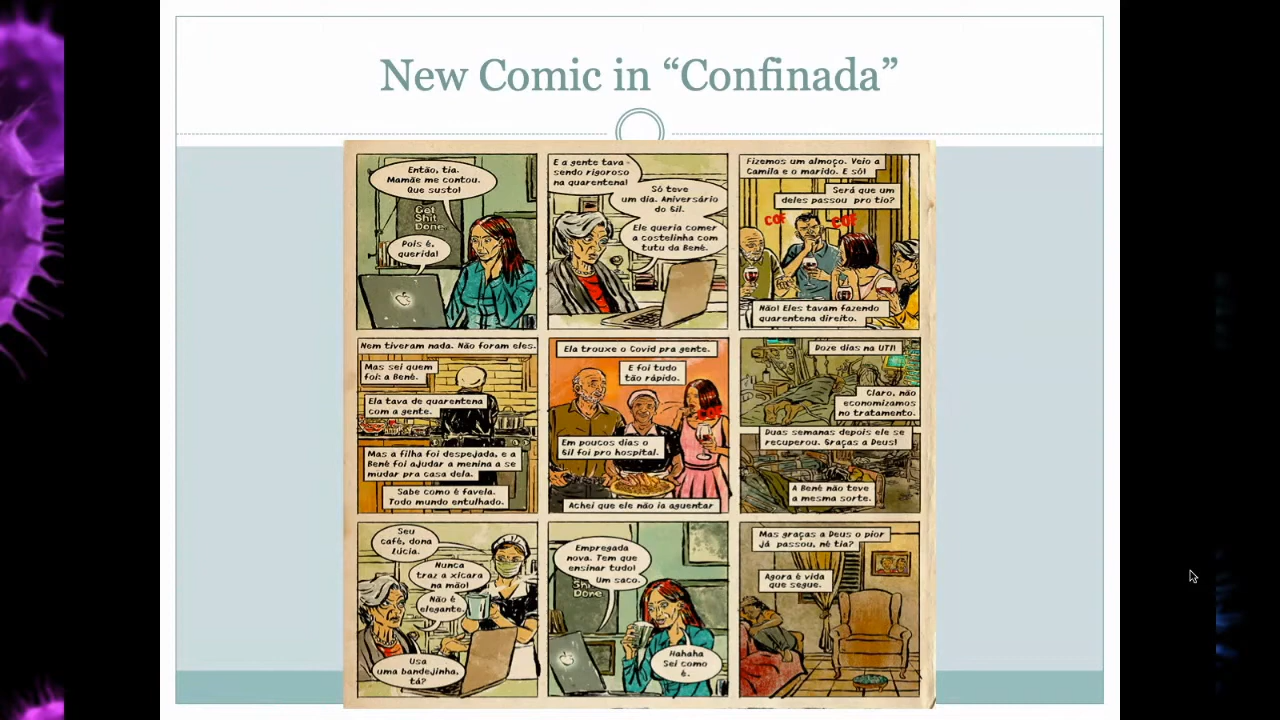 New Comic in “Confinada”
Então, tia.
Mamãe me contou.
Que susto!
Get
Shit
Done
Pois é,
querida!
E a gente tava
sendo rigoroso
na quarentena!
Só teve
um dia. Aniversário
do Gil.
Ele queria comer
a costelinha com
tutu da Bené.
Fizemos um almoço. Veio a
Camila e o marido. E só!
Será que um
deles passou pro tio?
COF
COF
Não! Eles tavam fazendo
quarentena direito.
Nem tiveram nada. Não foram eles.
Mas sei quem
foi: a Bené.
Ela tava de quarentena
com a gente.
Mas a filha foi despejada, e a
Bené foi ajudar a menina a se
mudar pra casa dela.
Sabe como é favela.
Todo mundo entulhado.
Ela trouxe o Covid pra gente.
E foi tudo
tão rápido.
Em poucos dias o
Gil foi pro hospital.
Achei que ele não ia aguentar
Doze dias na UTI!
Claro, não
economizamos
no tratamento.
Duas semanas depois ele se
recuperou. Graças a Deus!
A Bené não teve
a mesma sorte.
Seu
café, dona
Lúcia.
Nunca
traz a xícara
na mão!
Não é
elegante.
Usa
uma bandejinha,
tá?
Empregada
nova. Tem que
ensinar tudo!
Um saco.
Shit
Done
Hahaha
Sei como
é.
Mas graças a Deus o pior
já passou, né tia?
Agora é vida
que segue.